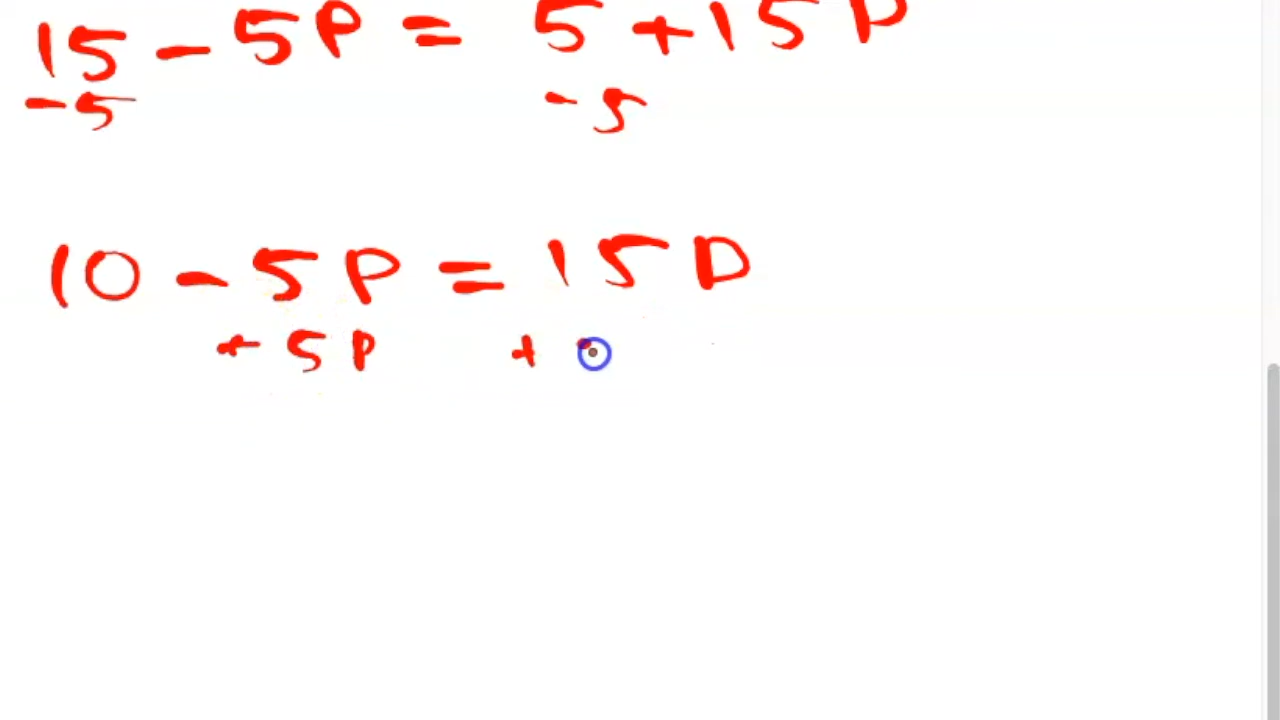 15 - 5P = 5 + 15P
-5 -5
10 - 5P = 15P
+ 5P +